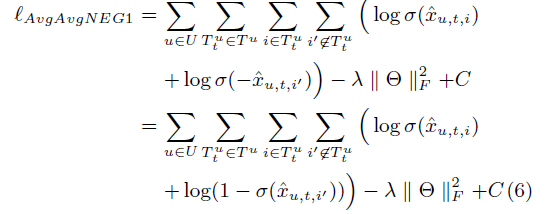 ℓ_{AvgAvgNEG1} = ∑_{u∈U} ∑_{T_t^u∈T^u} ∑_{i∈T_t^u} ∑_{i'∉T_t^u} ( log σ(x̂_{u,t,i})
+ log σ(−x̂_{u,t,i'}) ) − λ ‖ Θ ‖_F^2 +C
= ∑_{u∈U} ∑_{T_t^u∈T^u} ∑_{i∈T_t^u} ∑_{i'∉T_t^u} ( log σ(x̂_{u,t,i})
+ log(1 − σ(x̂_{u,t,i'})) ) − λ ‖ Θ ‖_F^2 +C (6)